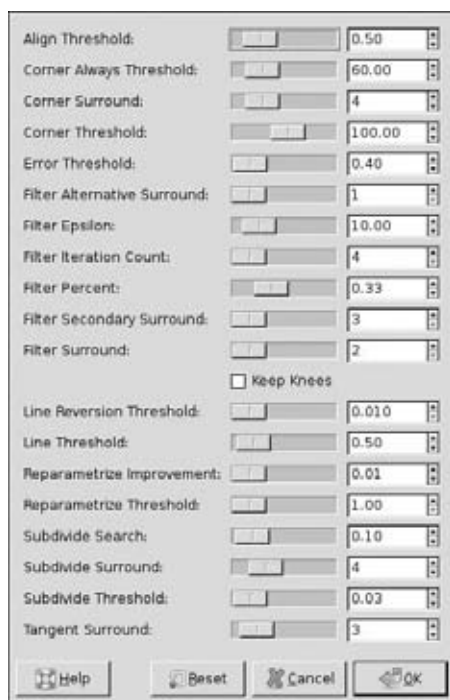 Align Threshold: 0.50
Corner Always Threshold: 60.00
Corner Surround: 4
Corner Threshold: 100.00
Error Threshold: 0.40
Filter Alternative Surround: 1
Filter Epsilon: 10.00
Filter Iteration Count: 4
Filter Percent: 0.33
Filter Secondary Surround: 3
Filter Surround: 2
Keep Knees
Line Reversion Threshold: 0.010
Line Threshold: 0.50
Reparametrize Improvement: 0.01
Reparametrize Threshold: 1.00
Subdivide Search: 0.10
Subdivide Surround: 4
Subdivide Threshold: 0.03
Tangent Surround: 3
Help Reset Cancel OK